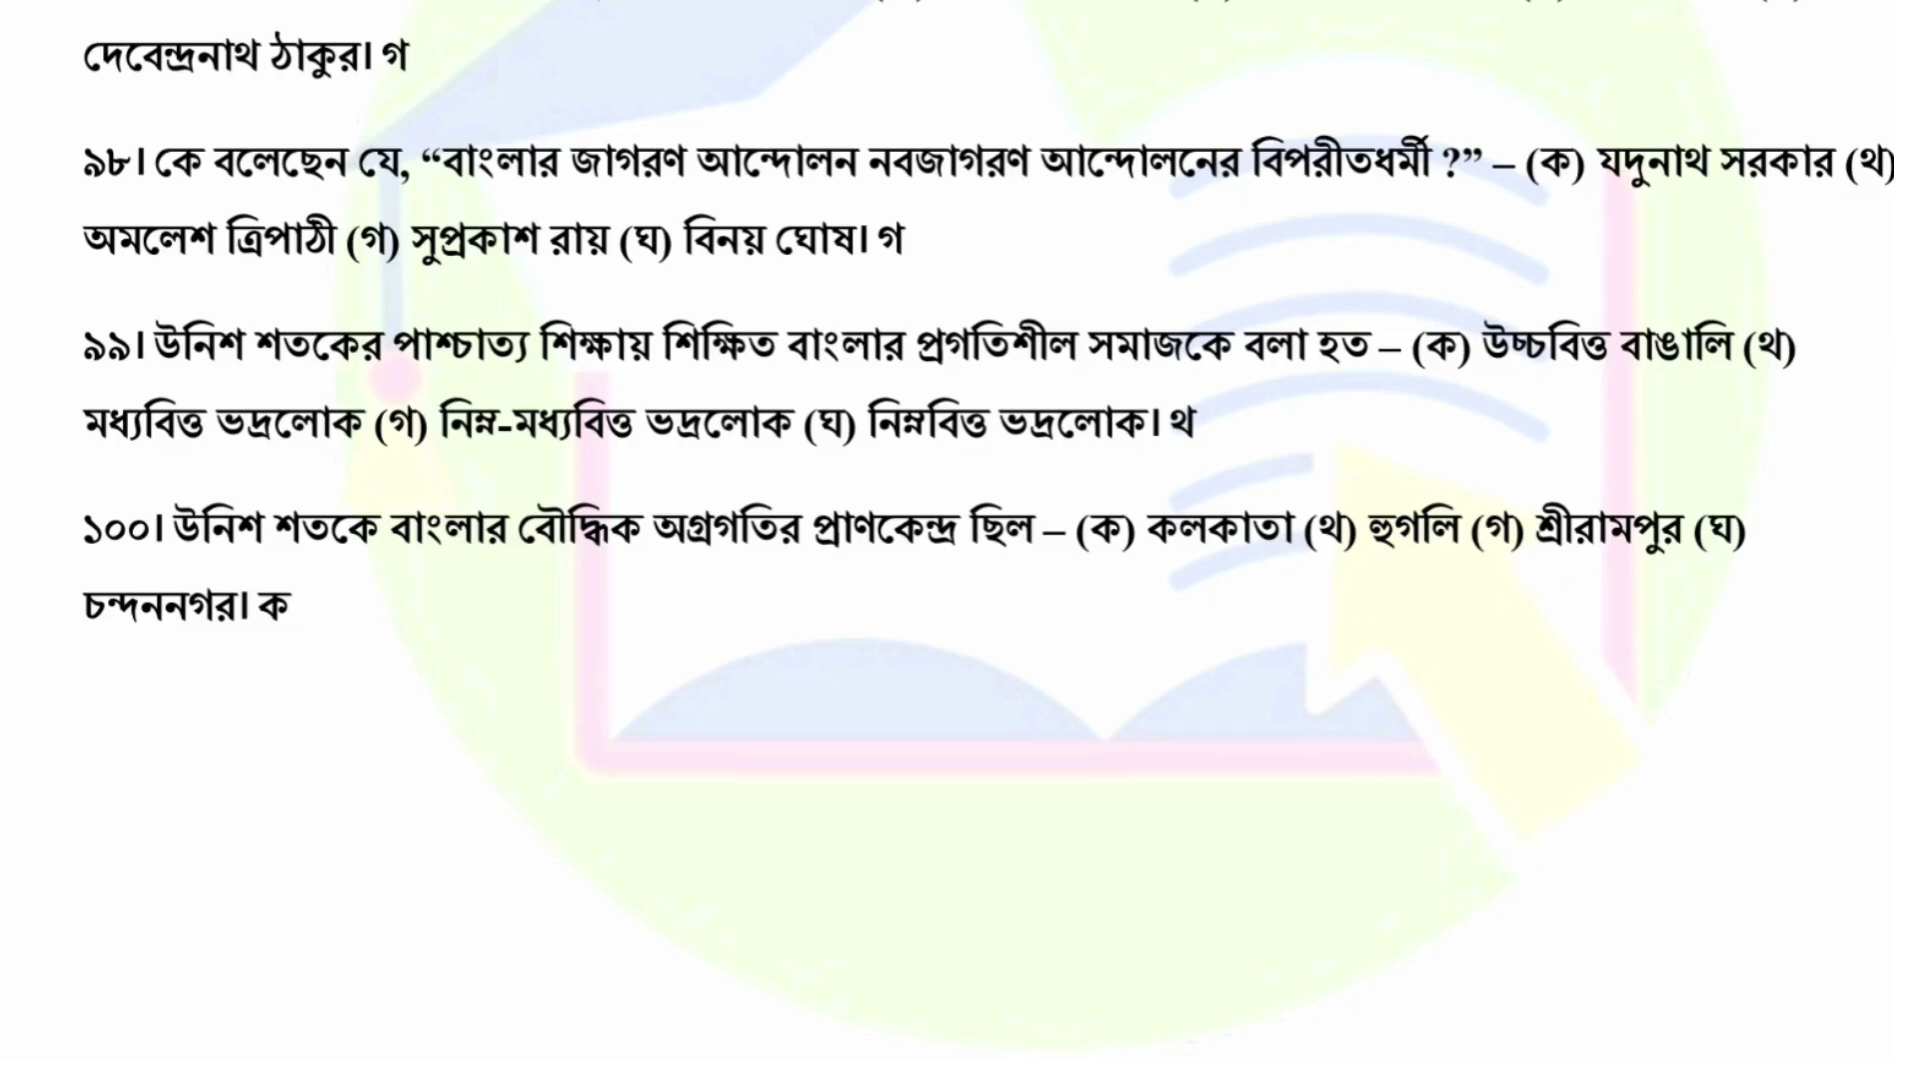 দেবেন্দ্রনাথ ঠাকুর। গ
৯৮। কে বলেছেন যে, “বাংলার জাগরণ আন্দোলন নবজাগরণ আন্দোলনের বিপরীতধর্মী ?” – (ক) যদুনাথ সরকার (খ)
অমলেশ ত্রিপাঠী (গ) সুপ্রকাশ রায় (ঘ) বিনয় ঘোষ। গ
৯৯। উনিশ শতকের পাশ্চাত্য শিক্ষায় শিক্ষিত বাংলার প্রগতিশীল সমাজকে বলা হত – (ক) উচ্চবিত্ত বাঙালি (খ)
মধ্যবিত্ত ভদ্রলোক (গ) নিম্ন-মধ্যবিত্ত ভদ্রলোক (ঘ) নিম্নবিত্ত ভদ্রলোক। খ
১০০। উনিশ শতকে বাংলার বৌদ্ধিক অগ্রগতির প্রাণকেন্দ্র ছিল – (ক) কলকাতা (খ) হুগলি (গ) শ্রীরামপুর (ঘ)
চন্দননগর। ক